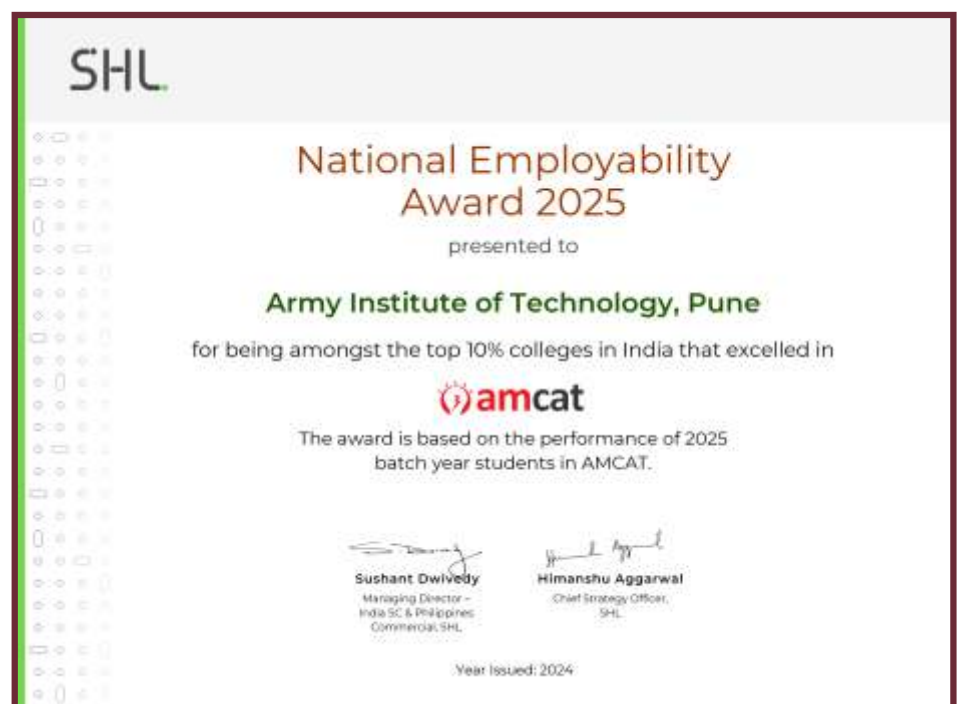 SHL.
National Employability
Award 2025
presented to
Army Institute of Technology, Pune
for being amongst the top 10% colleges in India that excelled in
amcat
The award is based on the performance of 2025
batch year students in AMCAT.
Sushant Dwivedy
Managing Director –
India SC & Philippines
Commercial, SHL
Himanshu Aggarwal
Chief Strategy Officer,
SHL
Year Issued: 2024